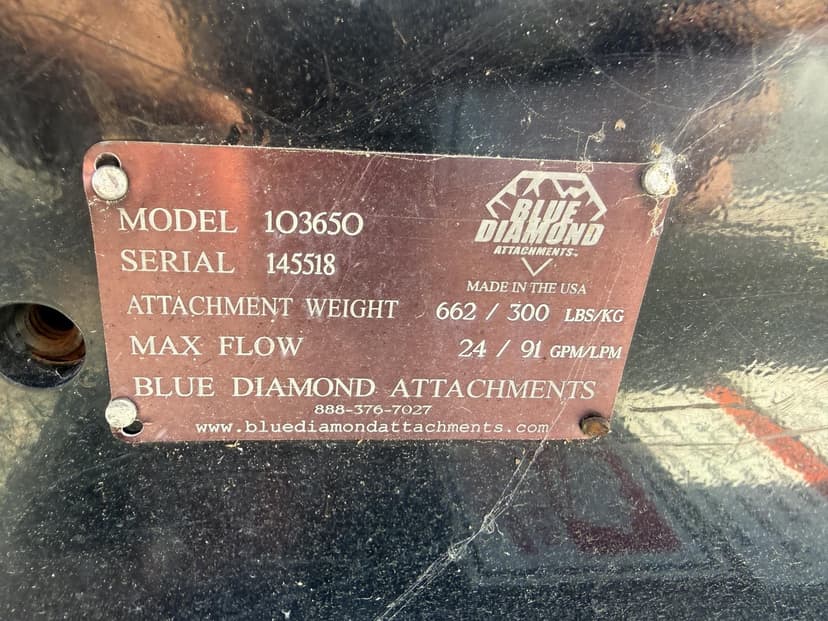 BLUE
DIAMOND
ATTACHMENTS
MADE IN THE USA
MODEL 103650
SERIAL 145518
ATTACHMENT WEIGHT 662 / 300 LBS/KG
MAX FLOW 24 / 91 GPM/LPM
BLUE DIAMOND ATTACHMENTS
888-376-7027
www.bluediamondattachments.com